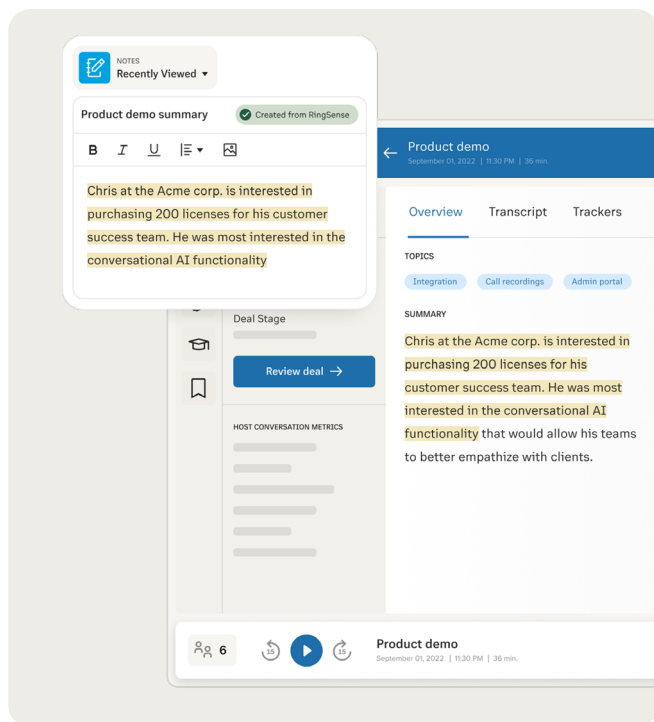 NOTES
Recently Viewed
Product demo summary
Created from RingSense
B I U
Chris at the Acme corp. is interested in
purchasing 200 licenses for his customer
success team. He was most interested in the
conversational AI functionality
Product demo
September 01, 2022 | 11:30 PM | 36 min.
Overview Transcript Trackers
TOPICS
Integration Call recordings Admin portal
SUMMARY
Chris at the Acme corp. is interested in
purchasing 200 licenses for his
customer success team. He was most
interested in the conversational AI
functionality that would allow his teams
to better empathize with clients.
Deal Stage
Review deal →
HOST CONVERSATION METRICS
6
15
15
Product demo
September 01, 2022 | 11:30 PM | 36 min.